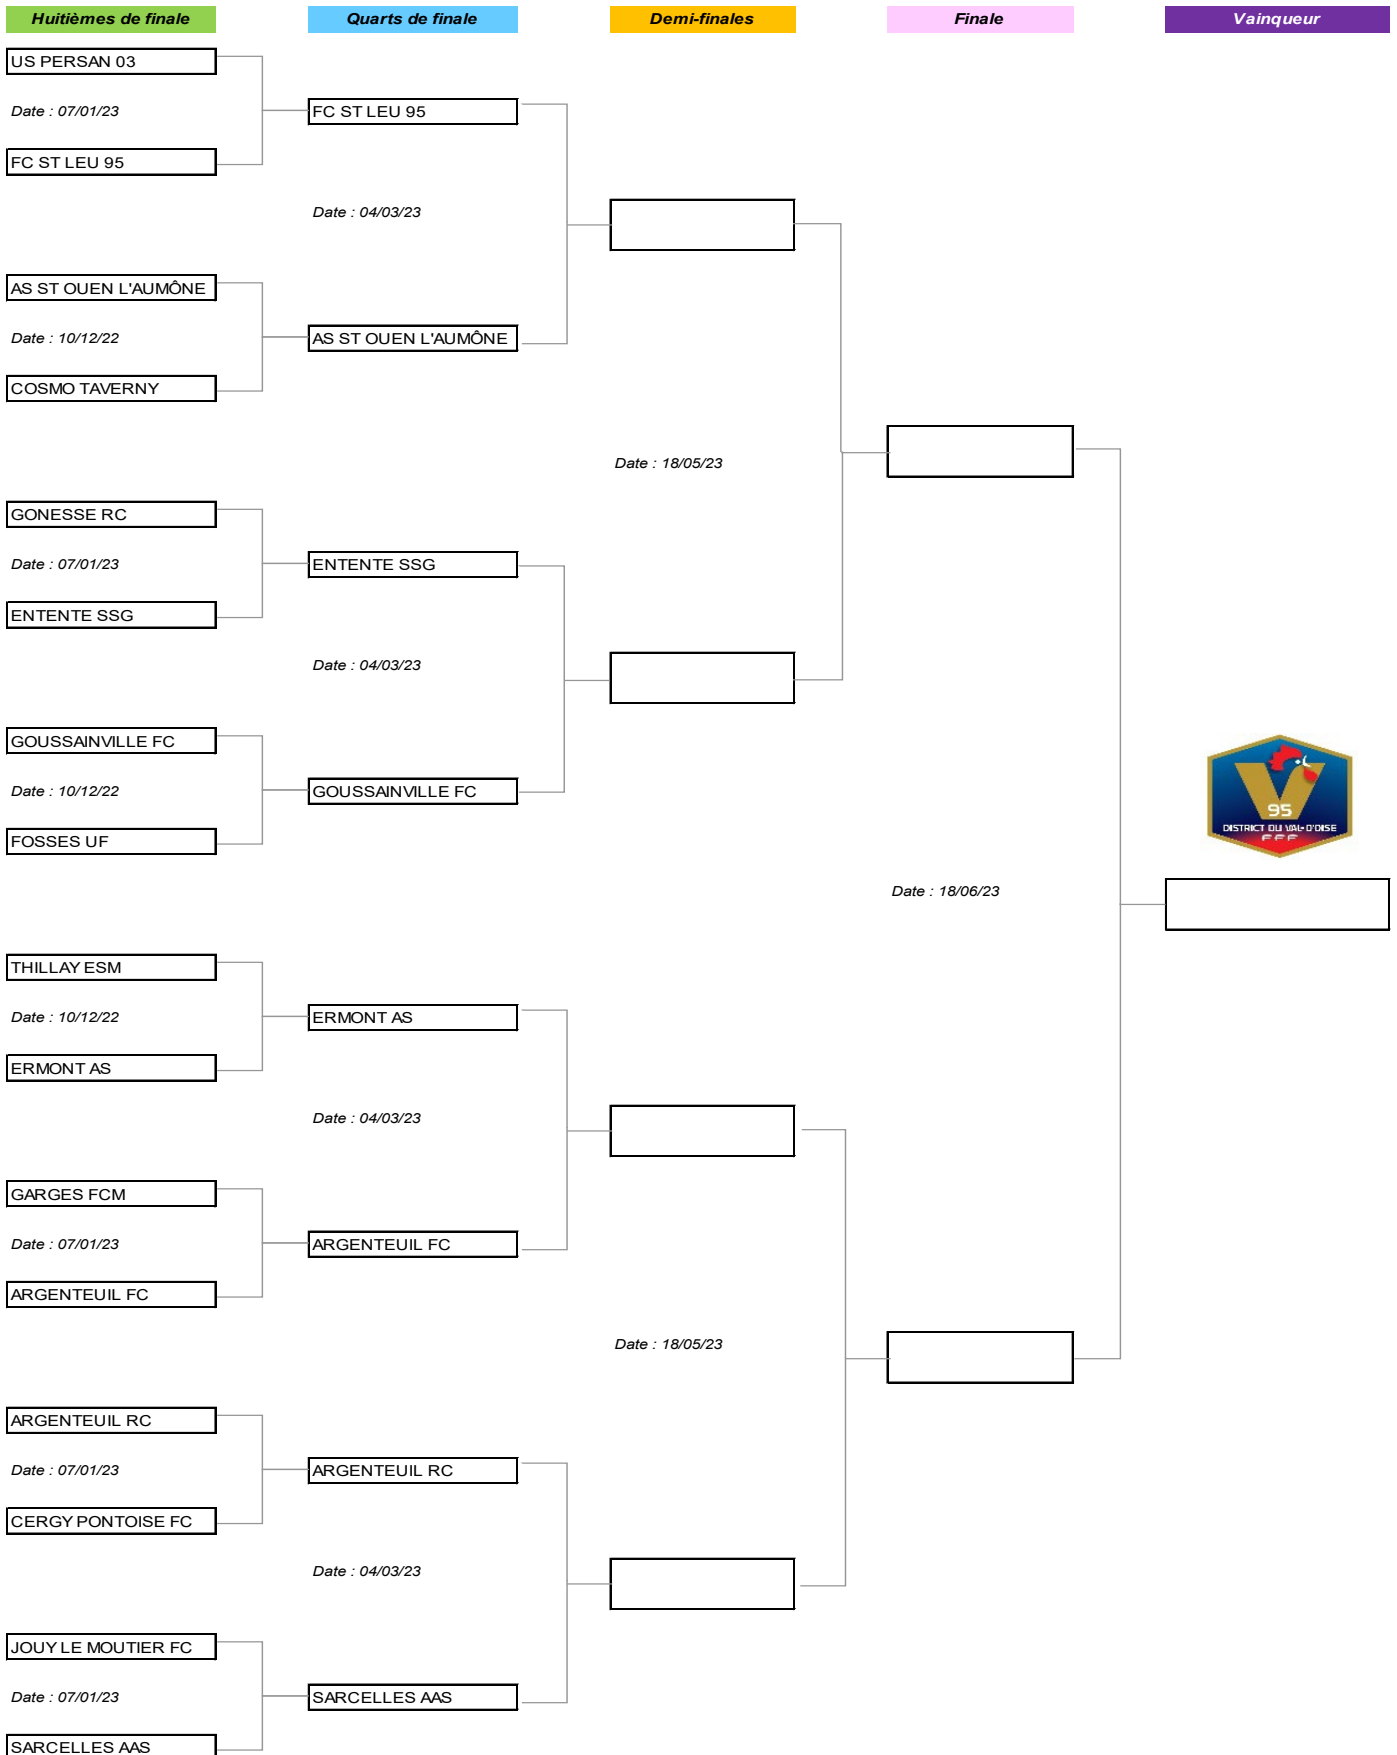 Huitièmes de finale
Quarts de finale
Demi-finales
Finale
Vainqueur
US PERSAN 03
Date : 07/01/23
FC ST LEU 95
FC ST LEU 95
Date : 04/03/23
AS ST OUEN L'AUMÔNE
Date : 10/12/22
AS ST OUEN L'AUMÔNE
COSMO TAVERNY
Date : 18/05/23
GONESSE RC
Date : 07/01/23
ENTENTE SSG
ENTENTE SSG
Date : 04/03/23
GOUSSAINVILLE FC
Date : 10/12/22
GOUSSAINVILLE FC
FOSSES UF
95
DISTRICT DU VAL-D'OISE
FFF
Date : 18/06/23
THILLAY ESM
Date : 10/12/22
ERMONT AS
ERMONT AS
Date : 04/03/23
GARGES FCM
Date : 07/01/23
ARGENTEUIL FC
ARGENTEUIL FC
Date : 18/05/23
ARGENTEUIL RC
Date : 07/01/23
ARGENTEUIL RC
CERGY PONTOISE FC
Date : 04/03/23
JOUY LE MOUTIER FC
Date : 07/01/23
SARCELLES AAS
SARCELLES AAS